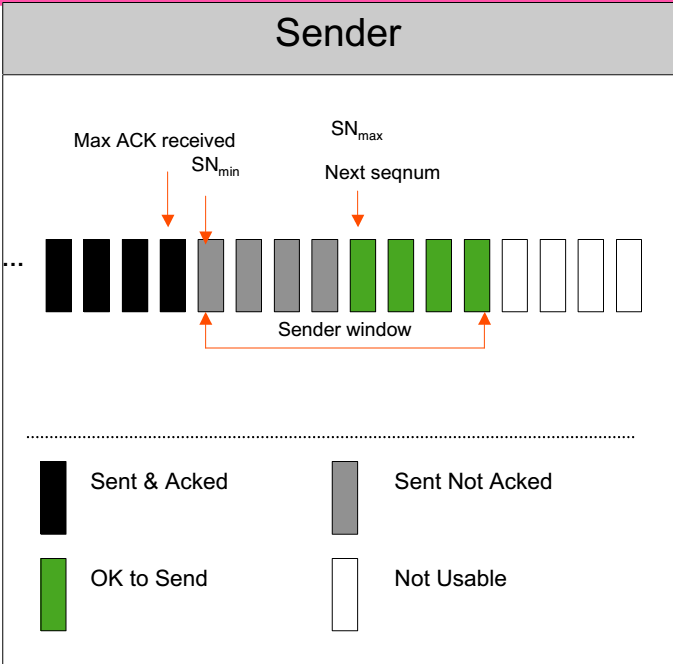 Sender
SNmax
Max ACK received
SNmin
Next seqnum
...
Sender window
Sent & Acked
Sent Not Acked
OK to Send
Not Usable